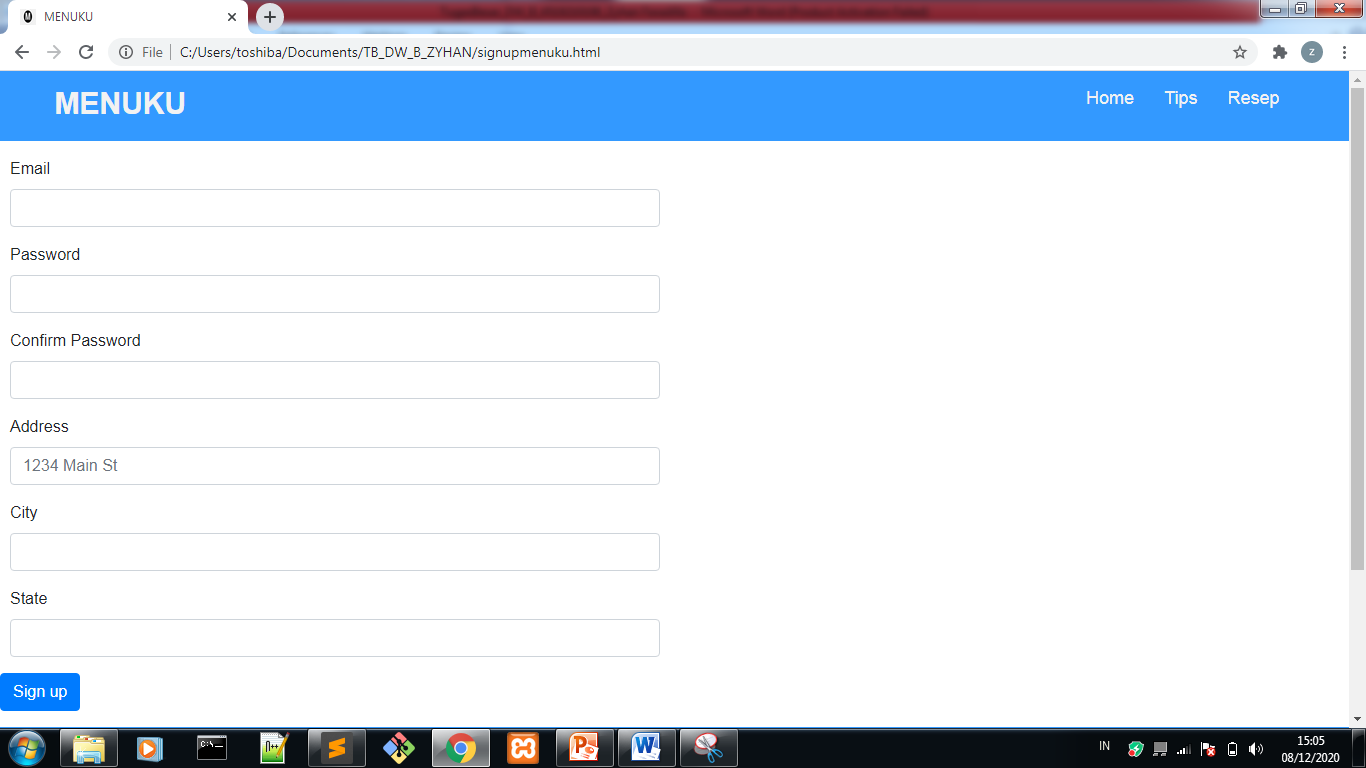 MENUKU
File
C:/Users/toshiba/Documents/TB_DW_B_ZYHAN/signupmenuku.html
Z
MENUKU
Home
Tips
Resep
Email
Password
Confirm Password
Address
1234 Main St
City
State
Sign up
C:\
IN
15:05
08/12/2020